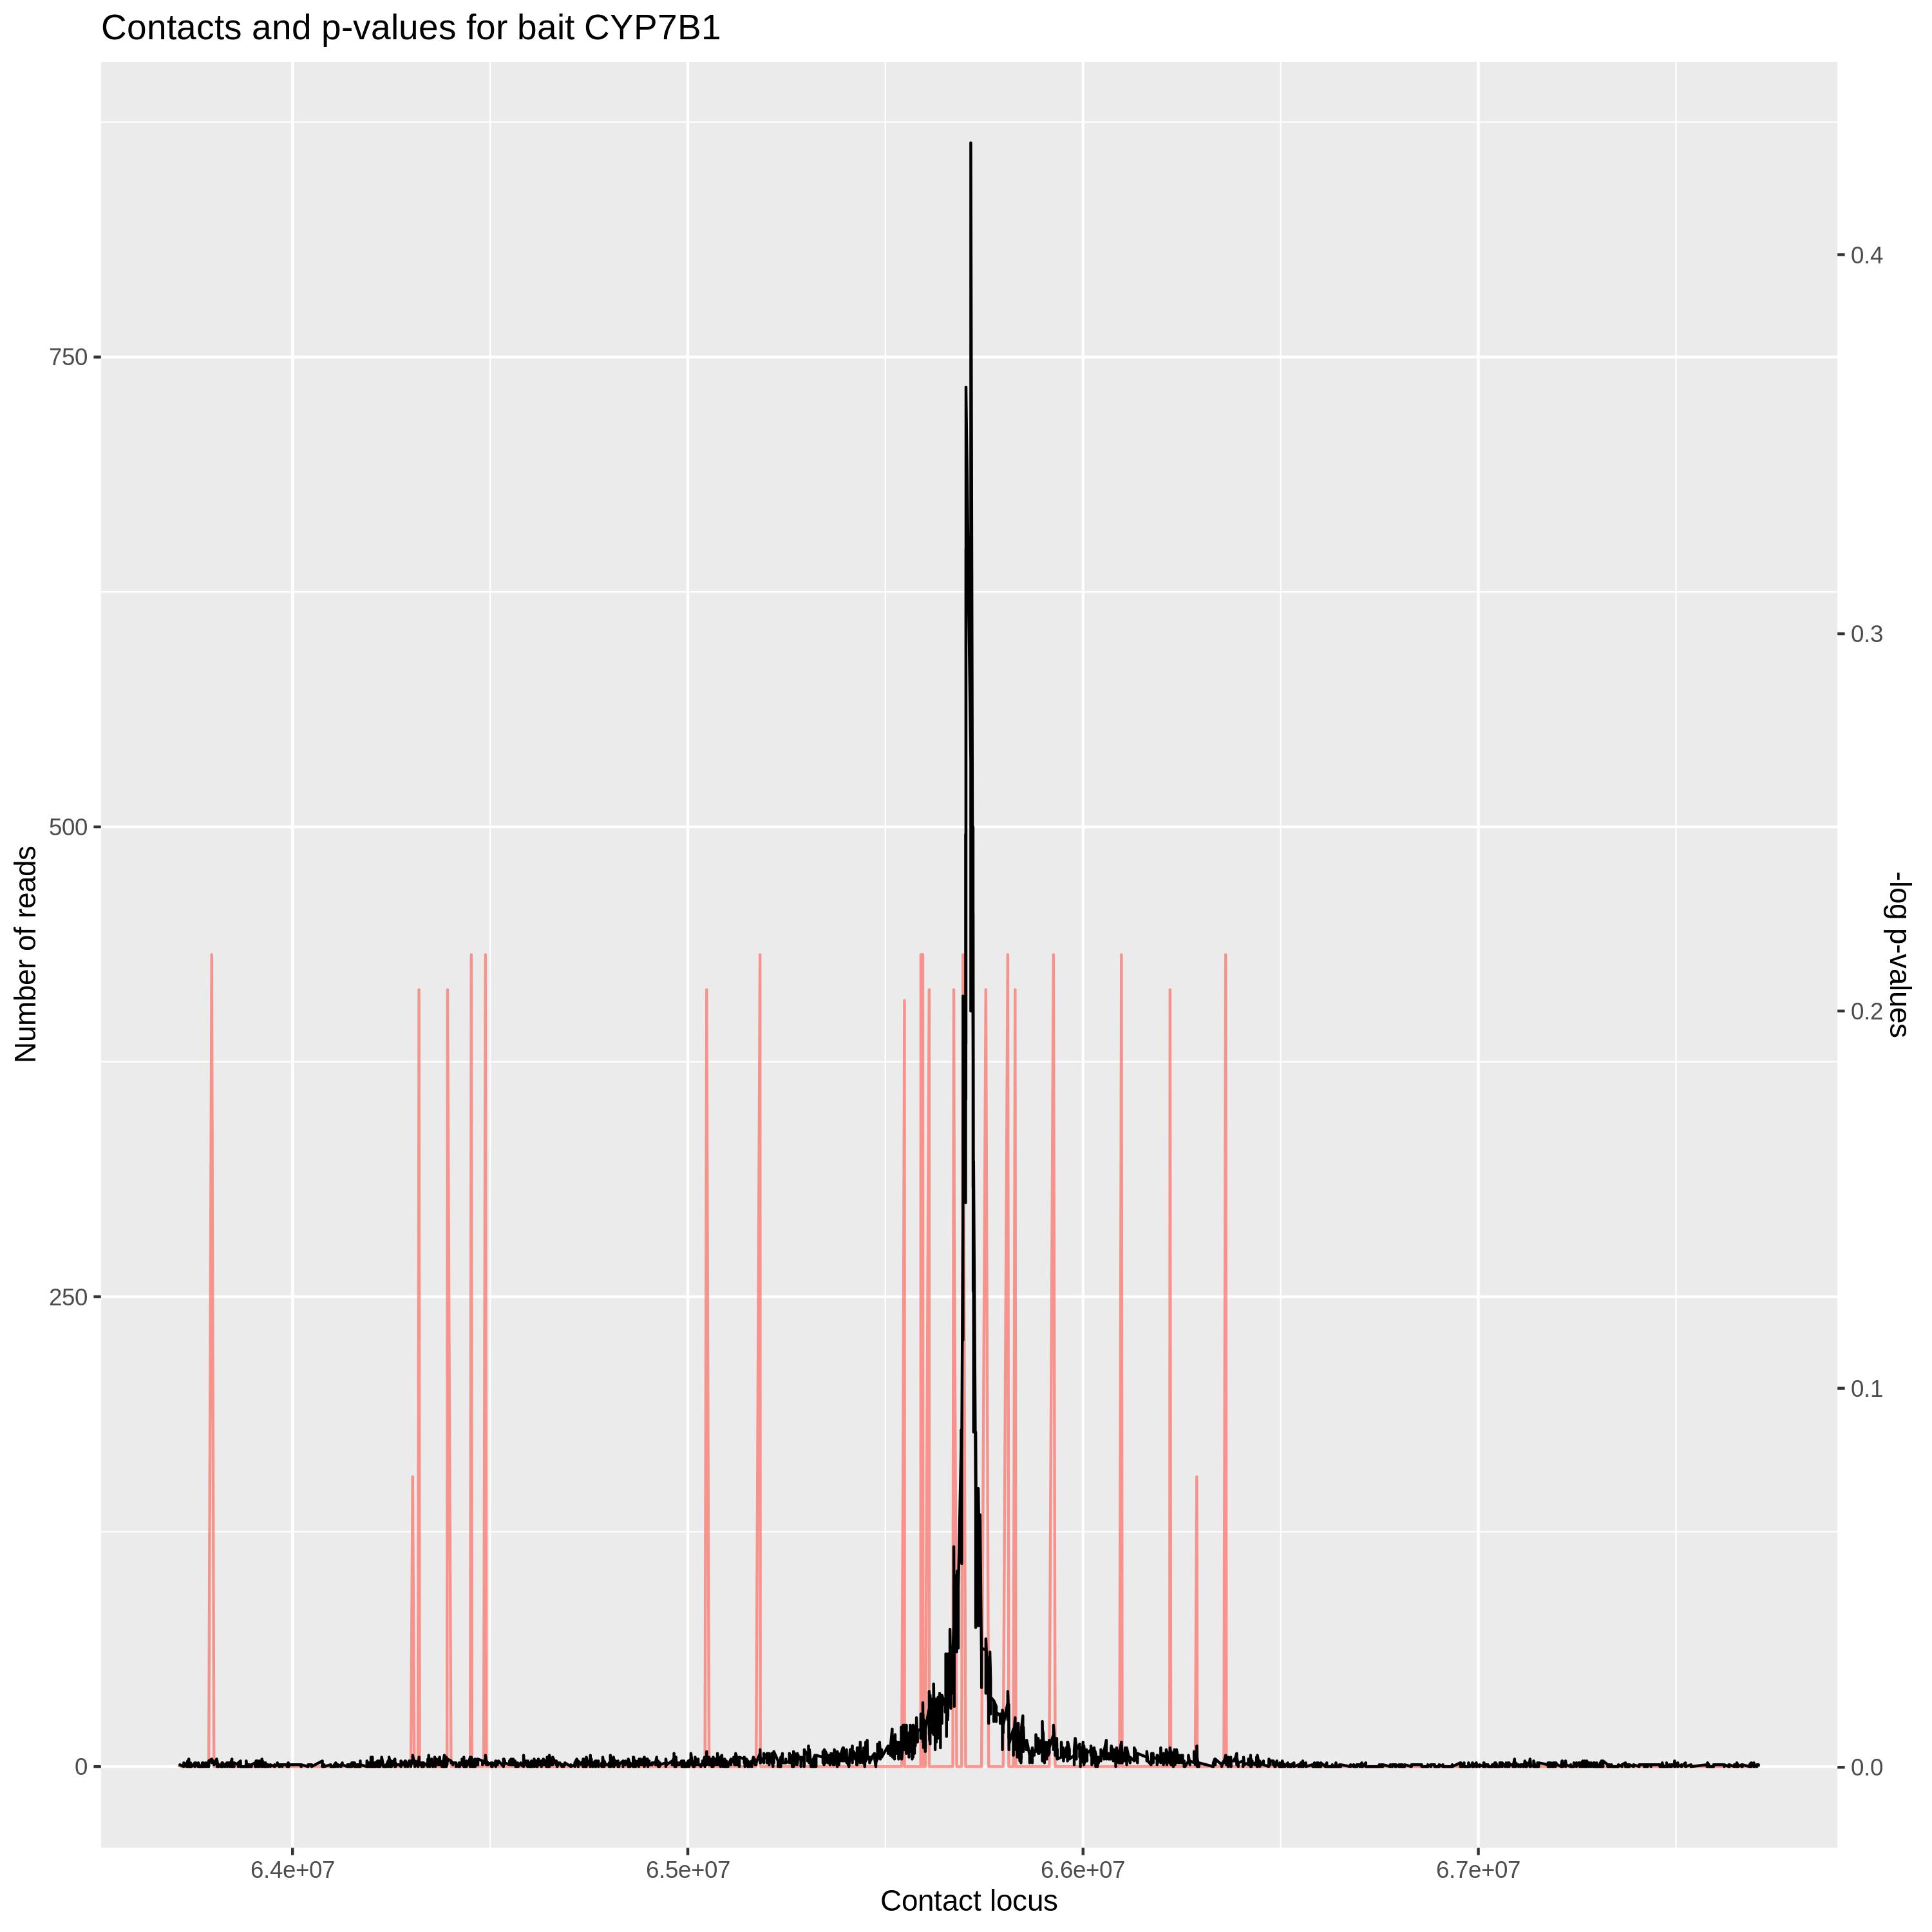 Contacts and p-values for bait CYP7B1
Number of reads
750
500
250
0
0.4
0.3
0.2
0.1
0.0
-log p-values
6.4e+07
6.5e+07
6.6e+07
6.7e+07
Contact locus